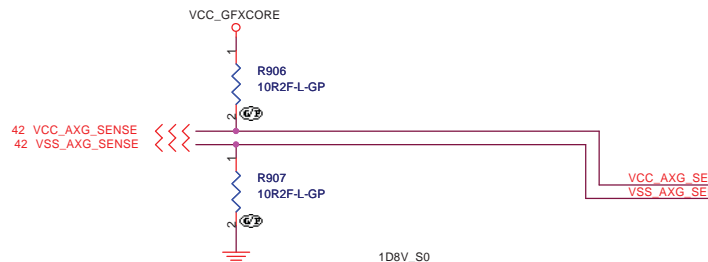 VCC_GFXCORE
1
R906
10R2F-L-GP
2
G/P
42 VCC_AXG_SENSE
42 VSS_AXG_SENSE
1
R907
10R2F-L-GP
2
G/P
VCC_AXG_SE
VSS_AXG_SE
1D8V_S0